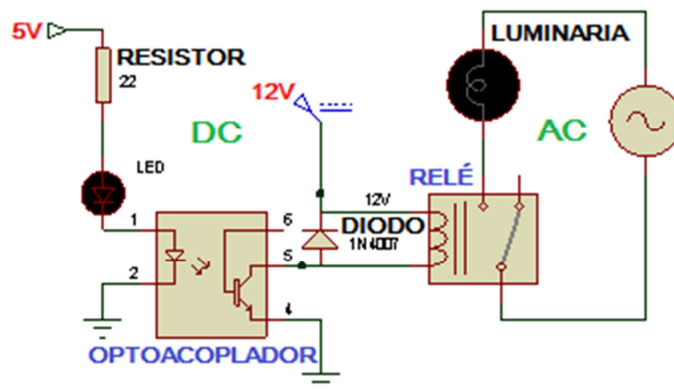 5V
RESISTOR
22
LUMINARIA
12V
DC
AC
LED
RELÉ
12V
1
6
DIODO
1N4007
5
2
4
OPTOACOPLADOR